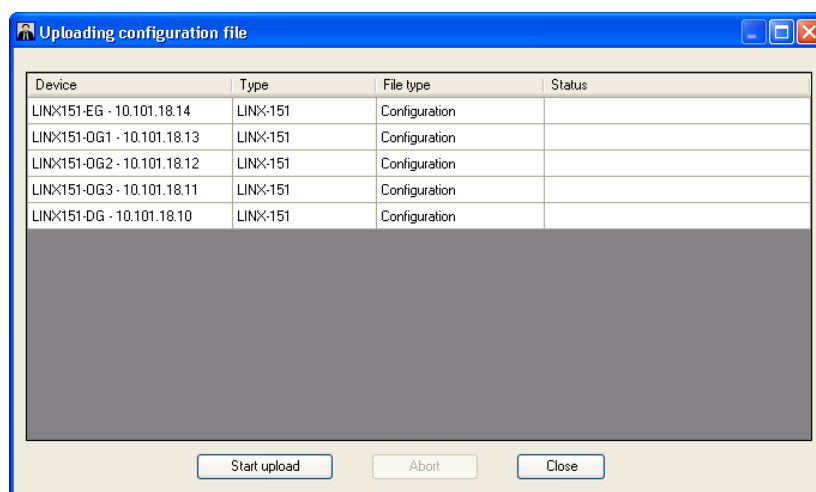 Uploading configuration file
Device Type File type Status
LINX151-EG - 10.101.18.14 LINX-151 Configuration
LINX151-OG1 - 10.101.18.13 LINX-151 Configuration
LINX151-OG2 - 10.101.18.12 LINX-151 Configuration
LINX151-OG3 - 10.101.18.11 LINX-151 Configuration
LINX151-DG - 10.101.18.10 LINX-151 Configuration
Start upload Abort Close